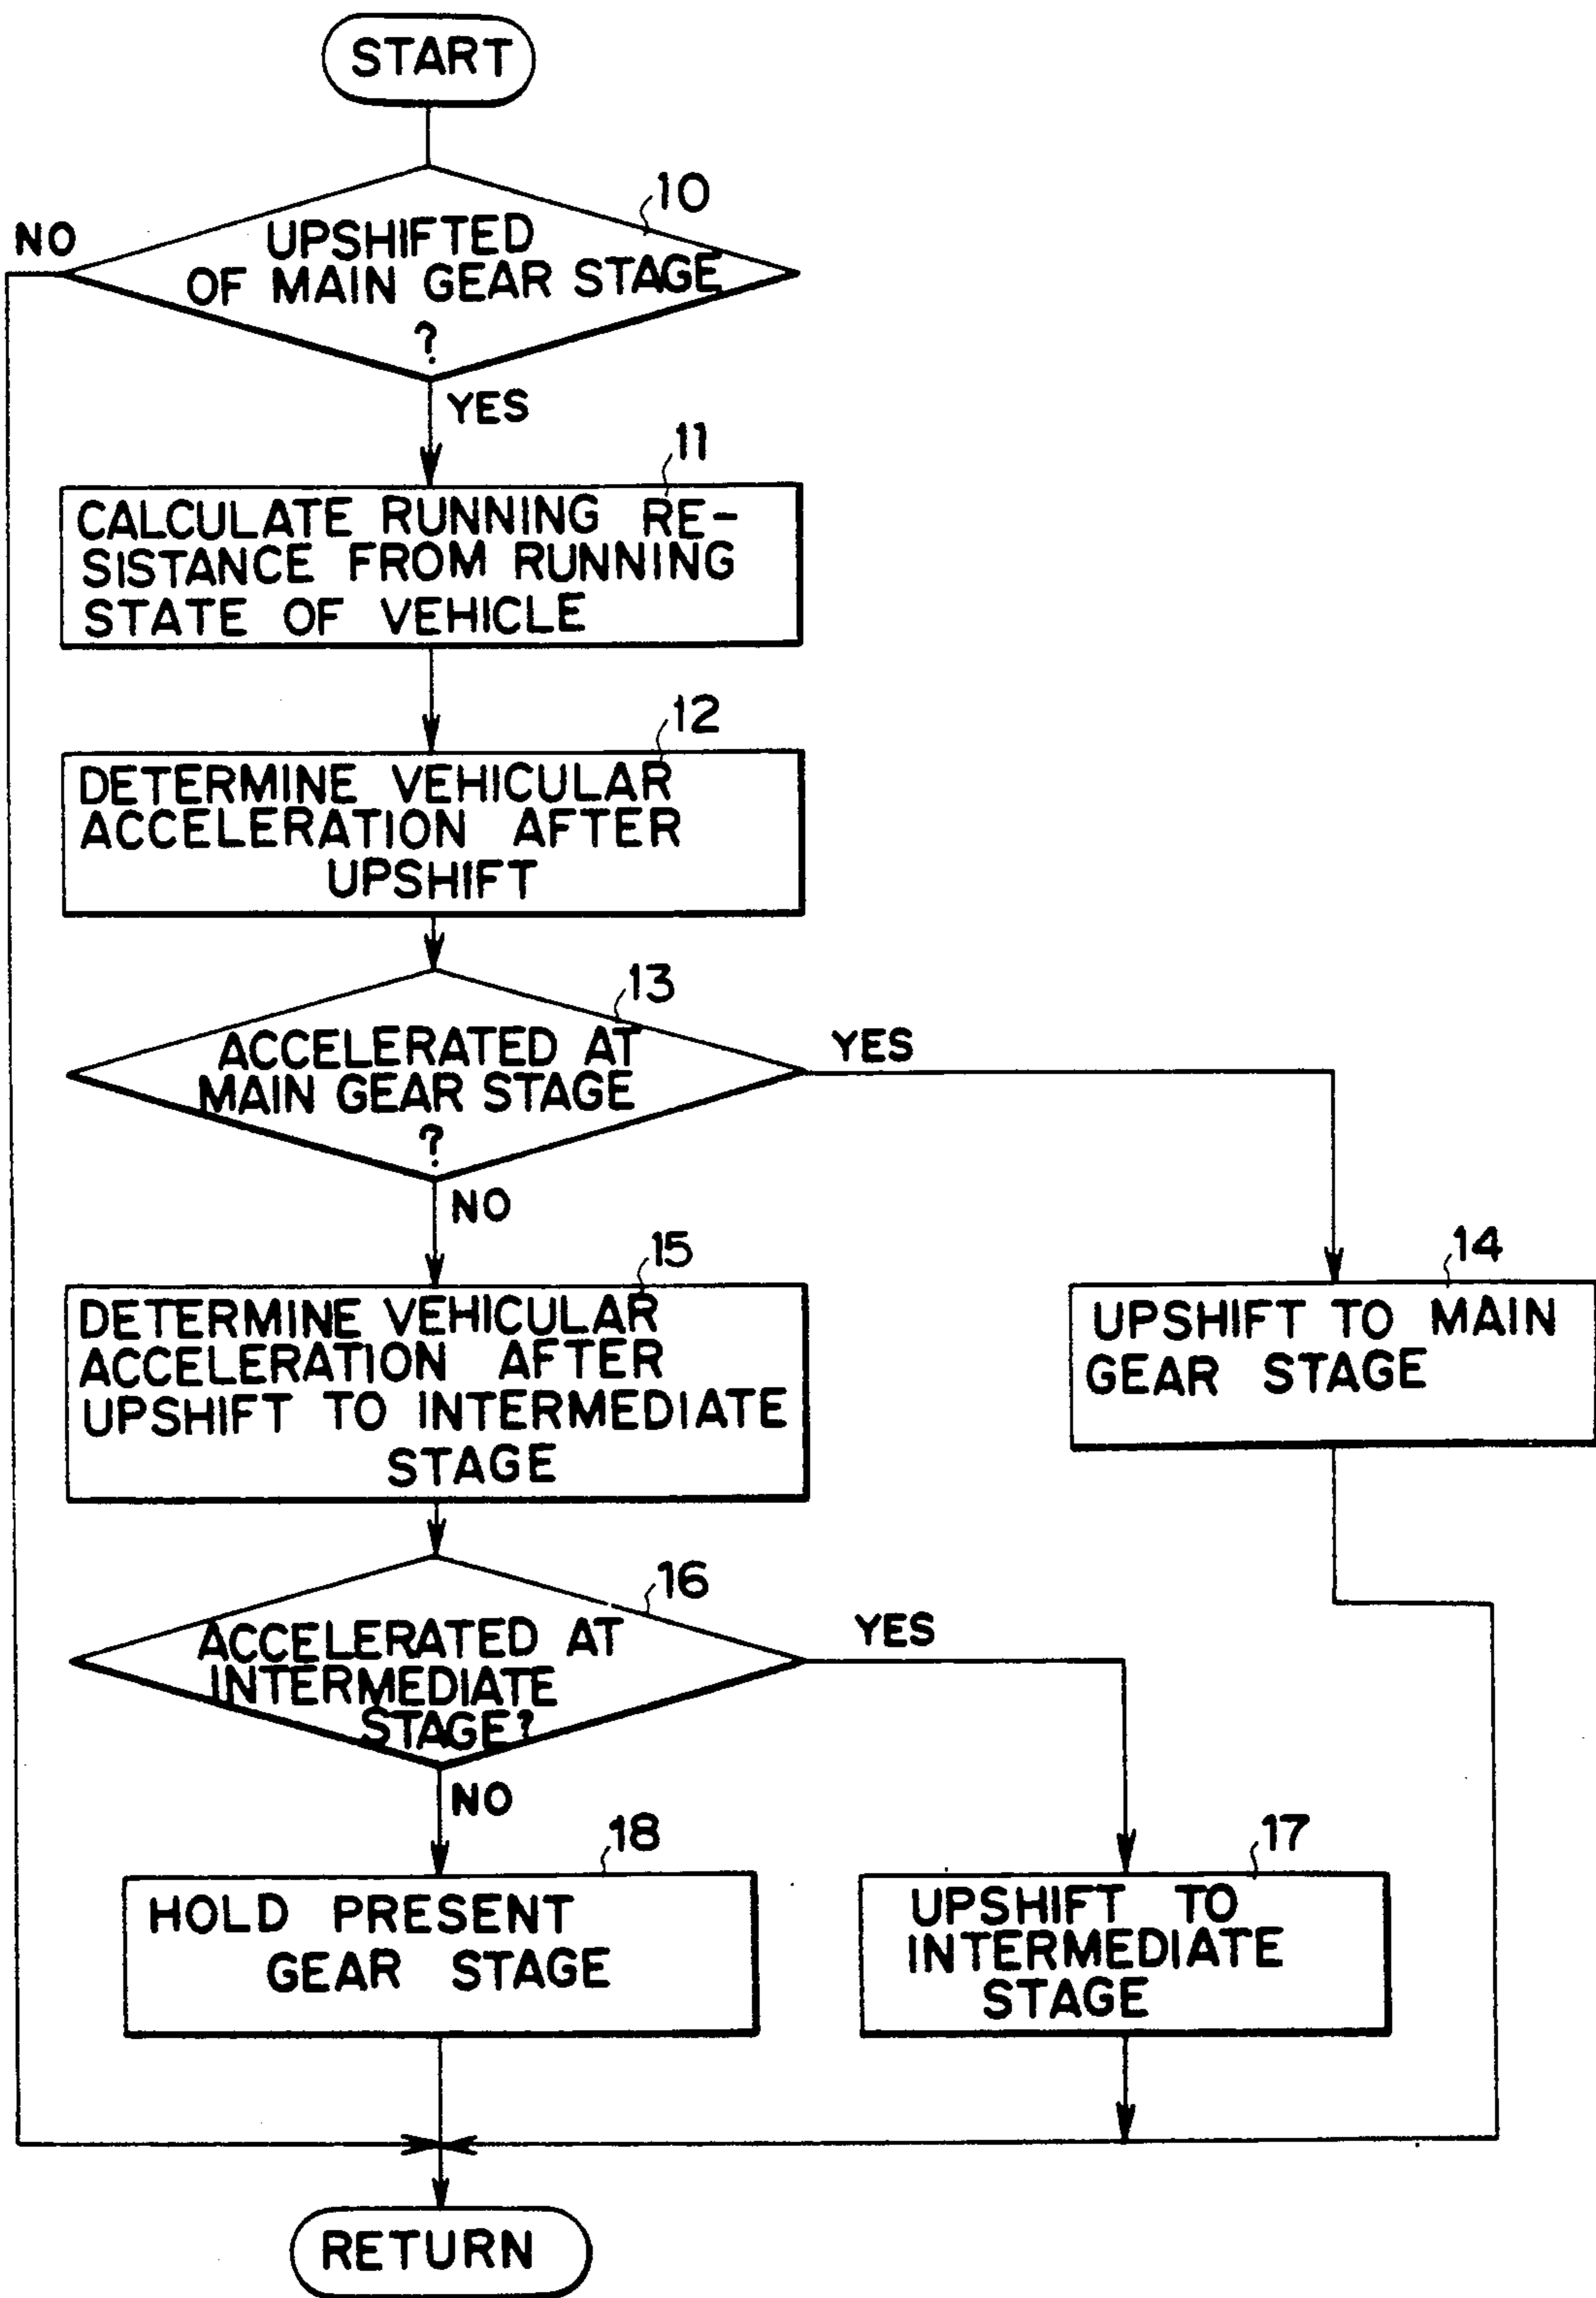 START
10
NO
UPSHIFTED
OF MAIN GEAR STAGE
?
YES
11
CALCULATE RUNNING RE-
SISTANCE FROM RUNNING
STATE OF VEHICLE
12
DETERMINE VEHICULAR
ACCELERATION AFTER
UPSHIFT
13
ACCELERATED AT
MAIN GEAR STAGE
?
YES
NO
15
DETERMINE VEHICULAR
ACCELERATION AFTER
UPSHIFT TO INTERMEDIATE
STAGE
14
UPSHIFT TO MAIN
GEAR STAGE
16
ACCELERATED AT
INTERMEDIATE
STAGE?
YES
NO
18
HOLD PRESENT
GEAR STAGE
17
UPSHIFT TO
INTERMEDIATE
STAGE
RETURN